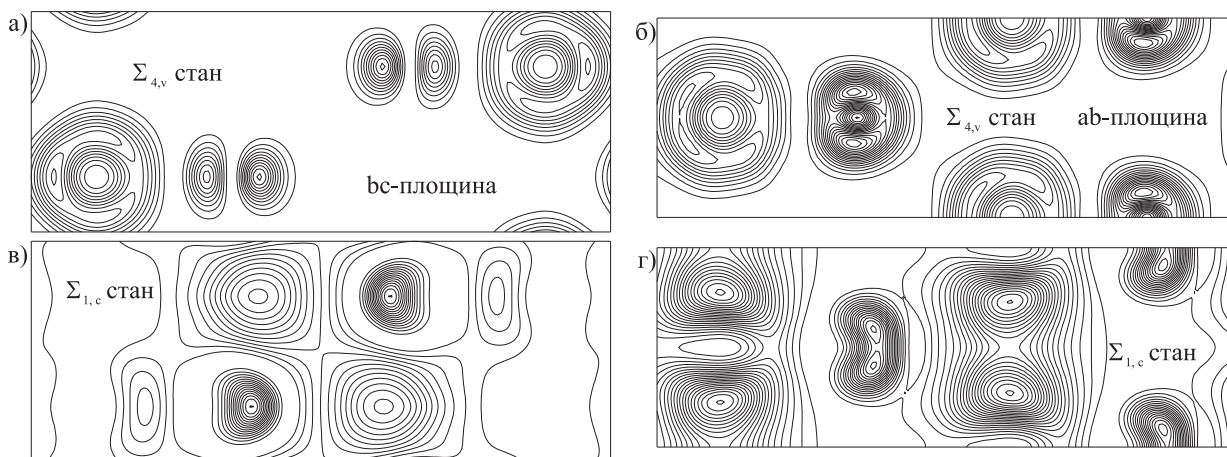 а)
Σ4,v стан
bc-площина
б)
Σ4,v стан
ab-площина
в)
Σ1, c стан
г)
Σ1, c стан